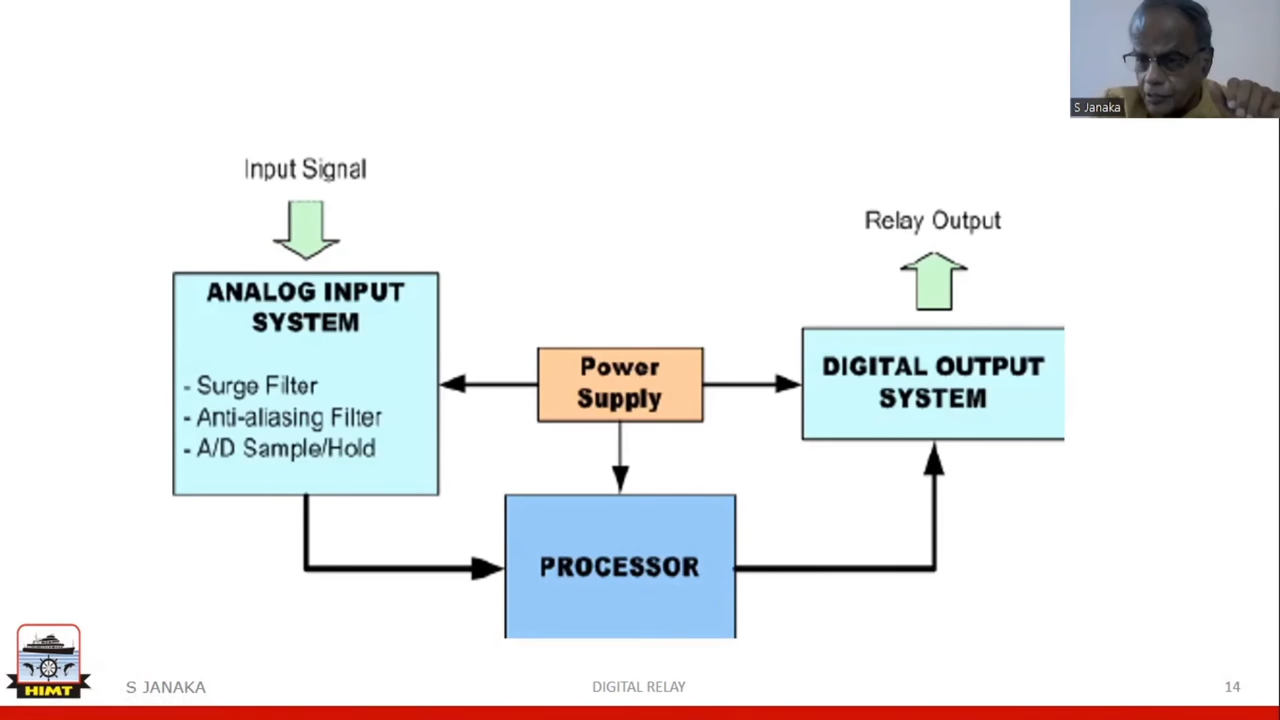 S Janaka
Input Signal
Relay Output
ANALOG INPUT
SYSTEM
- Surge Filter
- Anti-aliasing Filter
- A/D Sample/Hold
Power
Supply
DIGITAL OUTPUT
SYSTEM
PROCESSOR
HIMT
S JANAKA
DIGITAL RELAY
14